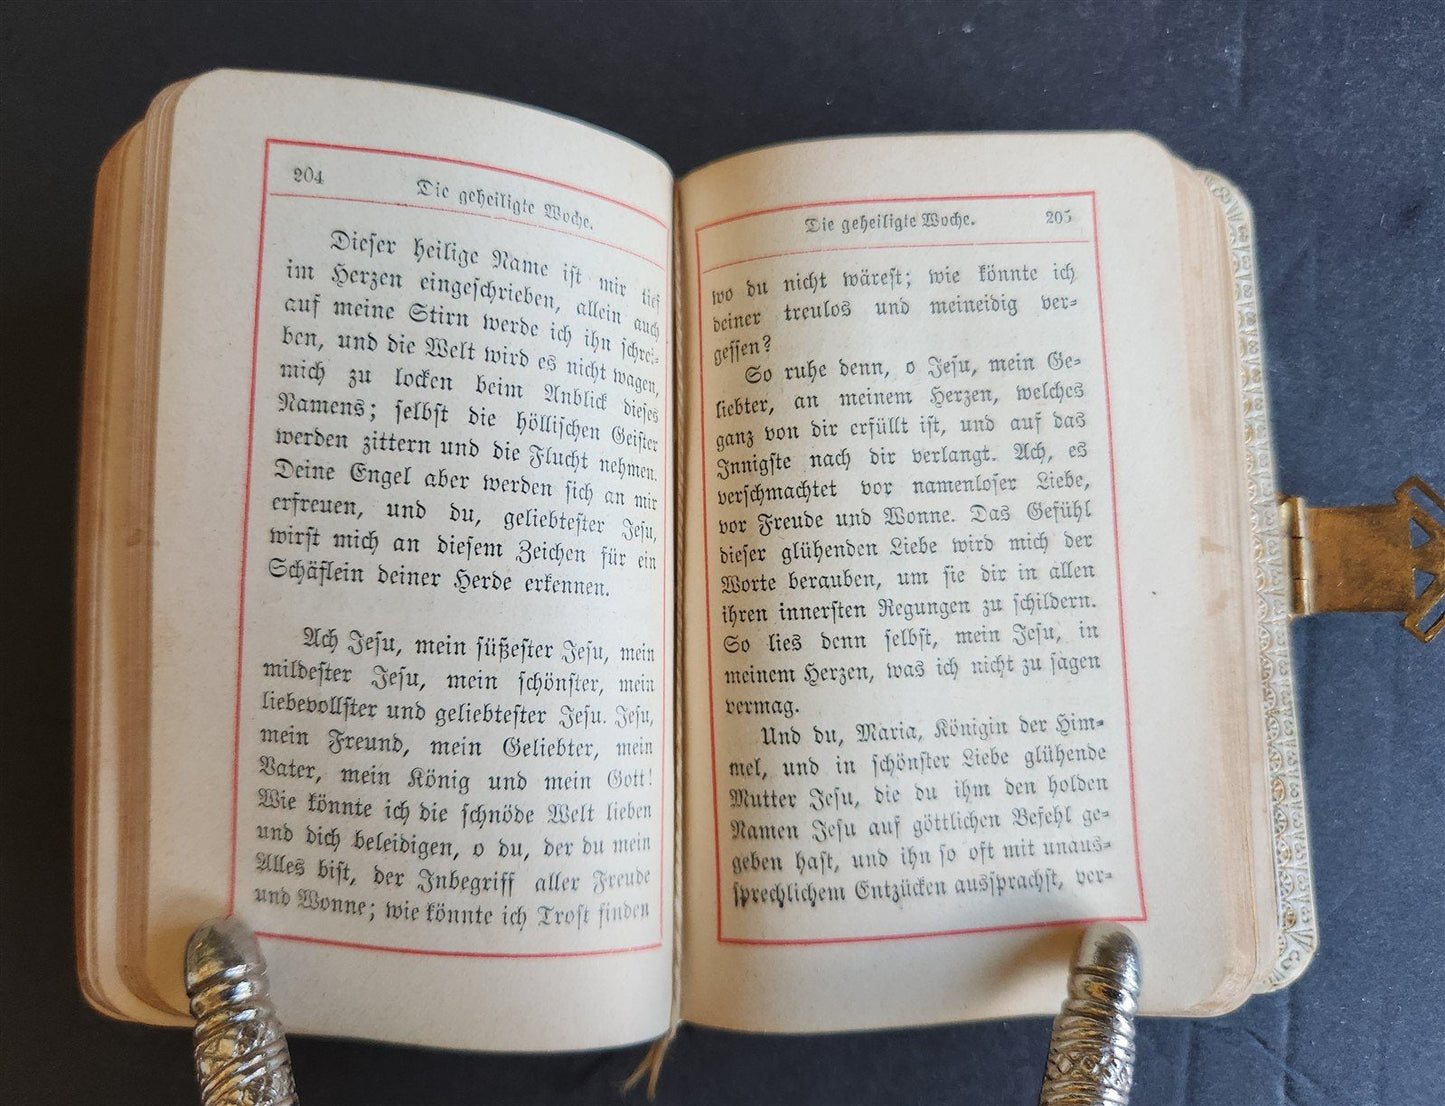 204
Die geheiligte Woche.
Dieser heilige Name ist mir tief
im Herzen eingeschrieben, allein auch
auf meine Stirn werde ich ihn schrei-
ben, und die Welt wird es nicht wagen,
mich zu locken beim Anblick dieses
Namens; selbst die höllischen Geister
werden zittern und die Flucht nehmen.
Deine Engel aber werden sich an mir
erfreuen, und du, geliebtester Jesu,
wirst mich an diesem Zeichen für ein
Schäflein deiner Herde erkennen.
Ach Jesu, mein süßester Jesu, mein
mildester Jesu, mein schönster, mein
liebevollster und geliebtester Jesu. Jesu,
mein Freund, mein Geliebter, mein
Vater, mein König und mein Gott!
Wie könnte ich die schnöde Welt lieben
und dich beleidigen, o du, der du mein
Alles bist, der Inbegriff aller Freude
und Wonne; wie könnte ich Trost finden
Die geheiligte Woche.
205
wo du nicht wärest; wie könnte ich
deiner treulos und meineidig ver-
gessen?
So ruhe denn, o Jesu, mein Ge-
liebter, an meinem Herzen, welches
ganz von dir erfüllt ist, und auf das
Innigste nach dir verlangt. Ach, es
verschmachtet vor namenloser Liebe,
vor Freude und Wonne. Das Gefühl
dieser glühenden Liebe wird mich der
Worte berauben, um sie dir in allen
ihren innersten Regungen zu schildern.
So lies denn selbst, mein Jesu, in
meinem Herzen, was ich nicht zu sagen
vermag.
Und du, Maria, Königin der Him-
mel, und in schönster Liebe glühende
Mutter Jesu, die du ihm den holden
Namen Jesu auf göttlichen Befehl ge-
geben hast, und ihn so oft mit unaus-
sprechlichem Entzücken aussprachst, ver-